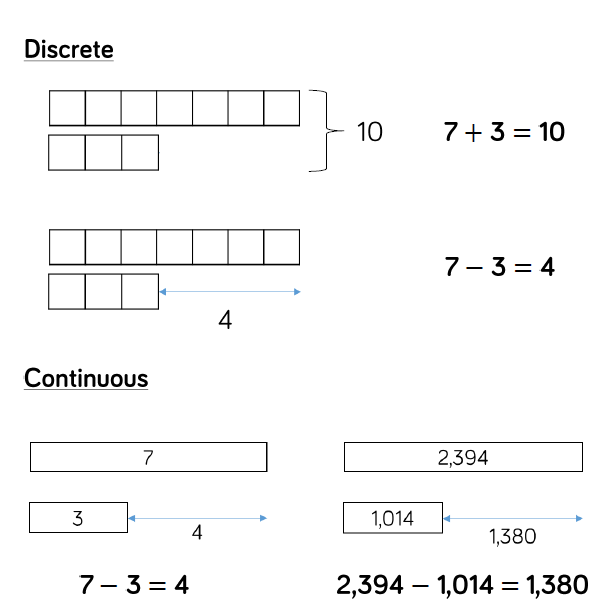 Discrete
10
7 + 3 = 10
7 − 3 = 4
4
Continuous
7
2,394
3
4
1,014
1,380
7 − 3 = 4
2,394 − 1,014 = 1,380